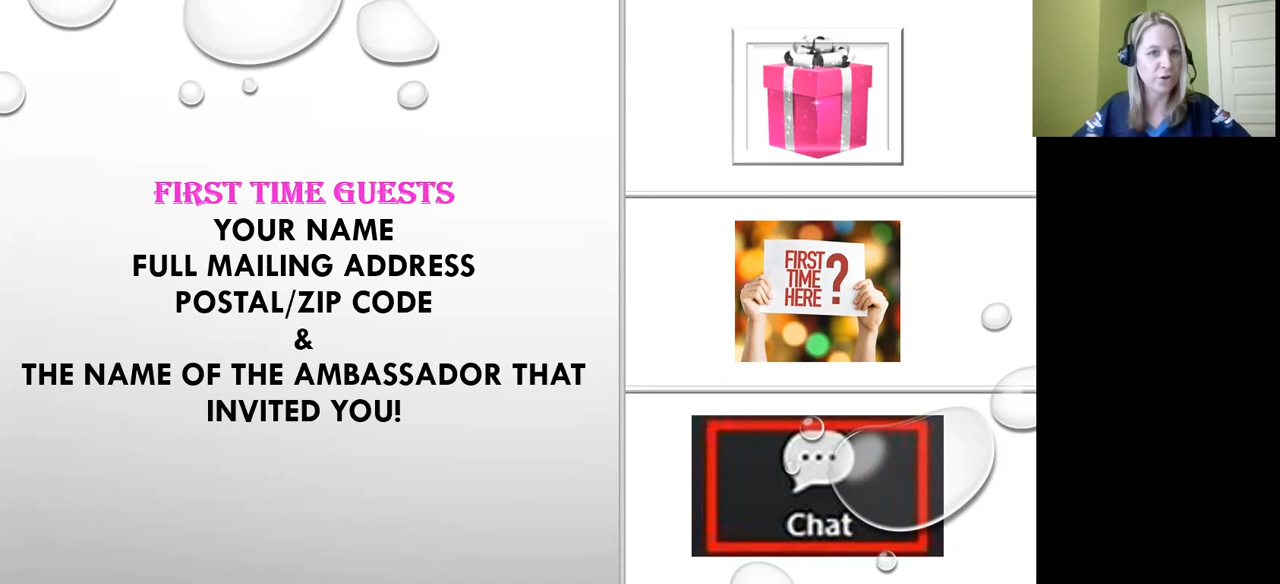 FIRST TIME GUESTS
YOUR NAME
FULL MAILING ADDRESS
POSTAL/ZIP CODE
&
THE NAME OF THE AMBASSADOR THAT
INVITED YOU!
FIRST
TIME
HERE?
Chat